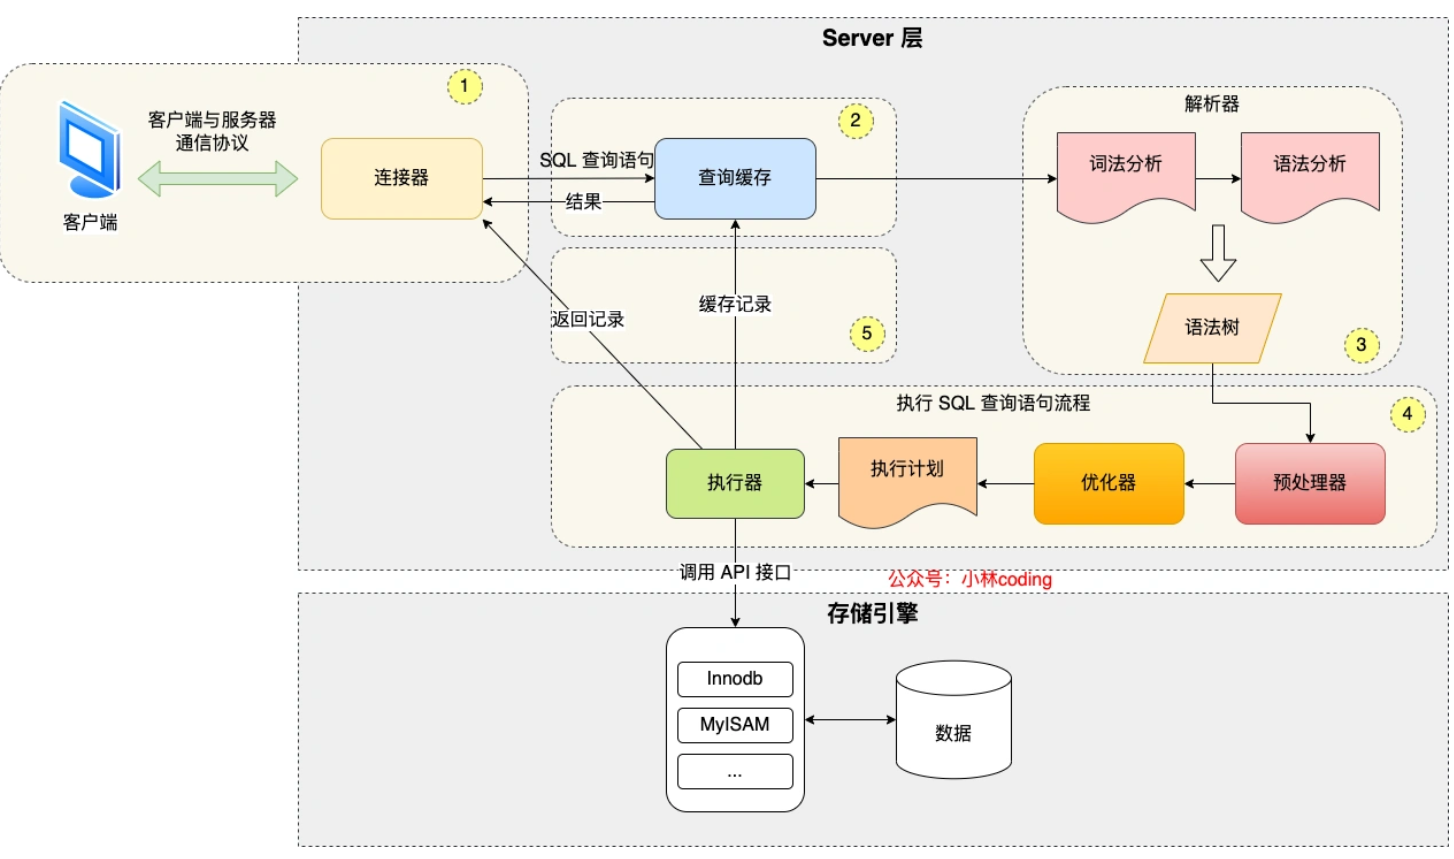 Server 层
1
客户端与服务器
通信协议
客户端
连接器
SQL 查询语句
结果
2
查询缓存
解析器
词法分析
语法分析
语法树
3
返回记录
缓存记录
5
执行 SQL 查询语句流程
4
执行器
执行计划
优化器
预处理器
调用 API 接口
公众号：小林coding
存储引擎
Innodb
MyISAM
...
数据